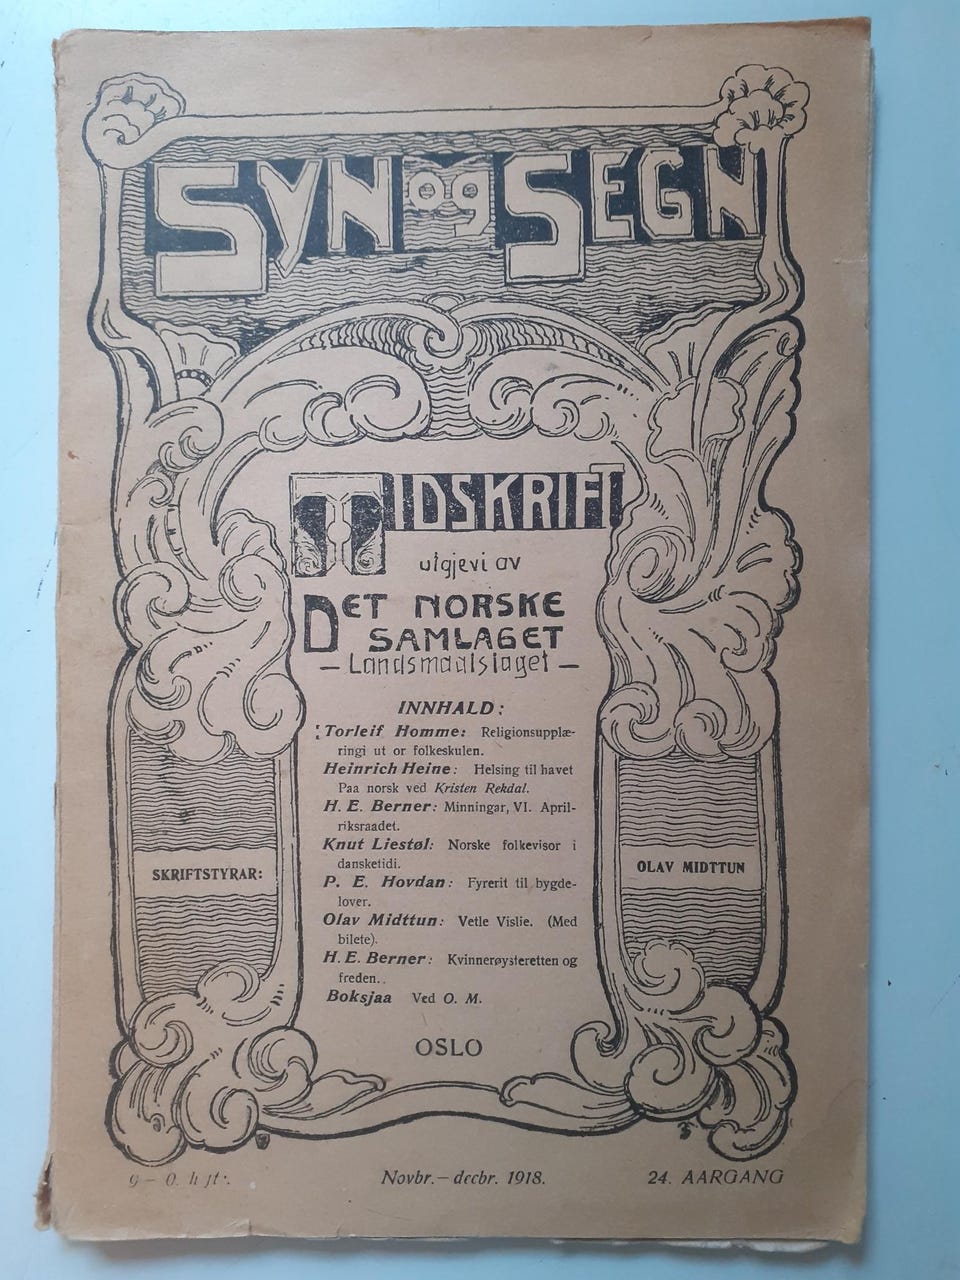 SYN og SEGN
TIDSKRIFT
utgjevi av
DET NORSKE
SAMLAGET
— Landsmaalslaget —
INNHALD:
Torleif Homme: Religionsupplæ-
ringi ut or folkeskulen.
Heinrich Heine: Helsing til havet
Paa norsk ved Kristen Rekdal.
H. E. Berner: Minningar, VI. April-
riksraadet.
Knut Liestøl: Norske folkevisor i
dansketidi.
P. E. Hovdan: Fyrerit til bygde-
lover.
Olav Midttun: Vetle Vislie. (Med
bilete).
H. E. Berner: Kvinnerøysteretten og
freden..
Boksjaa Ved O. M.
SKRIFTSTYRAR:
OLAV MIDTTUN
OSLO
Novbr.—decbr. 1918.
24. AARGANG